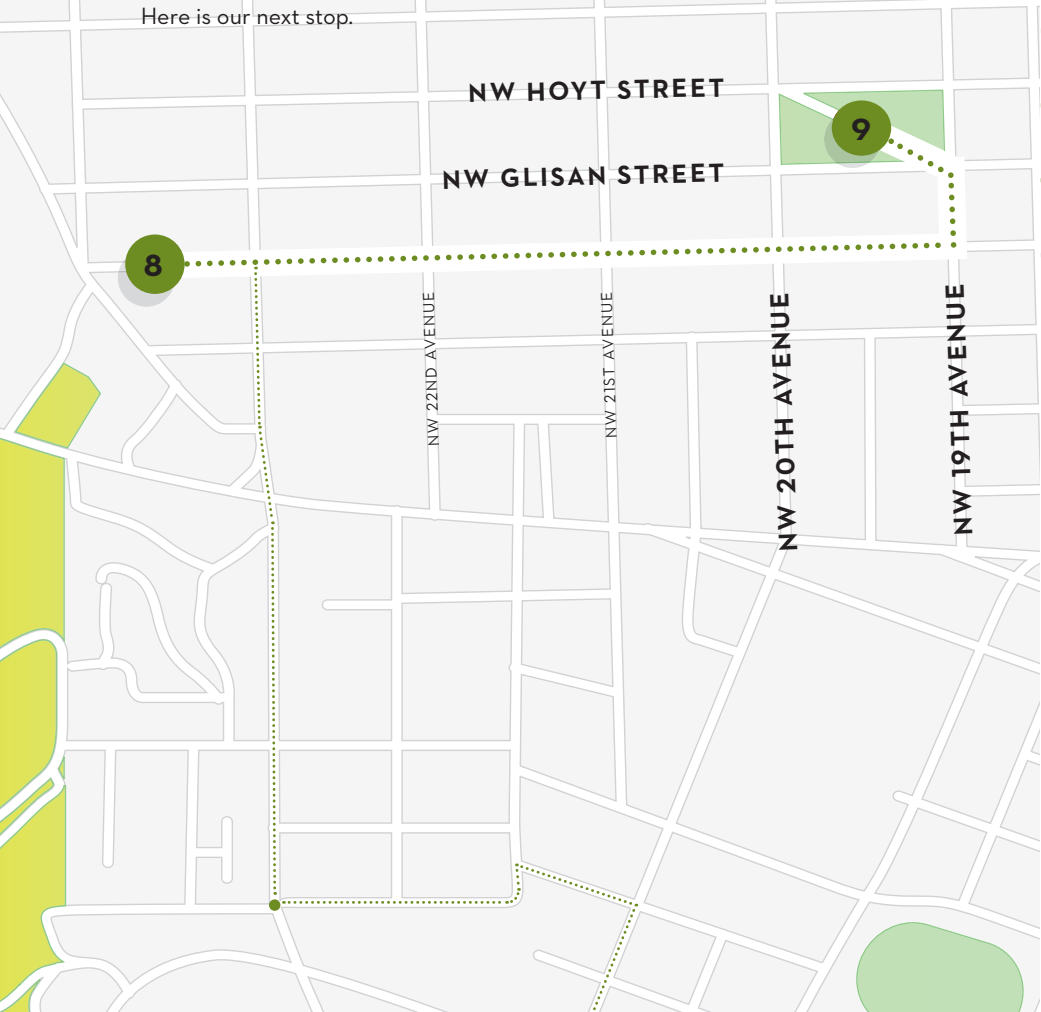 Here is our next stop.
NW HOYT STREET
9
NW GLISAN STREET
8
NW 22ND AVENUE
NW 21ST AVENUE
NW 20TH AVENUE
NW 19TH AVENUE